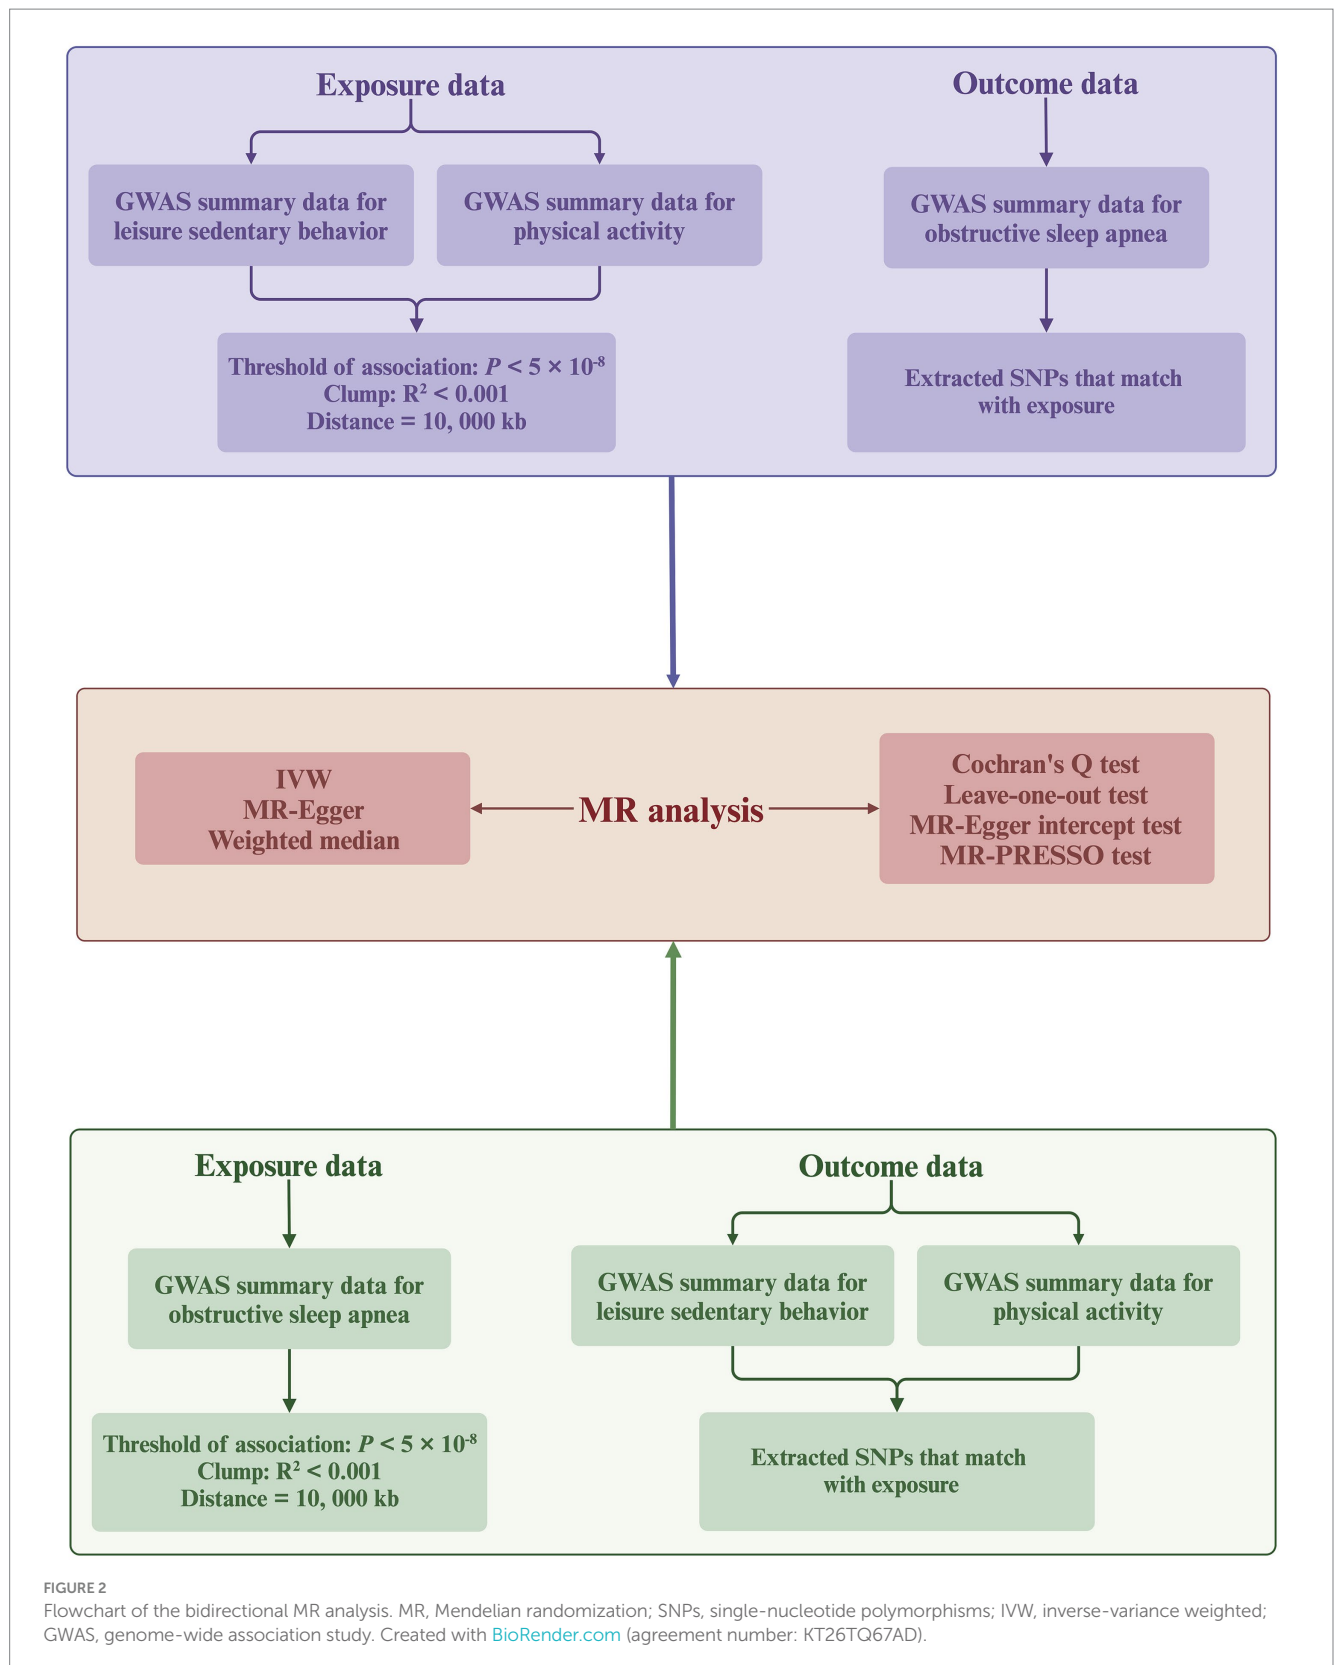 Exposure data
GWAS summary data for
leisure sedentary behavior
GWAS summary data for
physical activity
Threshold of association: P < 5 × 10⁻⁸
Clump: R² < 0.001
Distance = 10, 000 kb
Outcome data
GWAS summary data for
obstructive sleep apnea
Extracted SNPs that match
with exposure
IVW
MR-Egger
Weighted median
MR analysis
Cochran's Q test
Leave-one-out test
MR-Egger intercept test
MR-PRESSO test
Exposure data
GWAS summary data for
obstructive sleep apnea
Threshold of association: P < 5 × 10⁻⁸
Clump: R² < 0.001
Distance = 10, 000 kb
Outcome data
GWAS summary data for
leisure sedentary behavior
GWAS summary data for
physical activity
Extracted SNPs that match
with exposure
FIGURE 2
Flowchart of the bidirectional MR analysis. MR, Mendelian randomization; SNPs, single-nucleotide polymorphisms; IVW, inverse-variance weighted;
GWAS, genome-wide association study. Created with BioRender.com (agreement number: KT26TQ67AD).